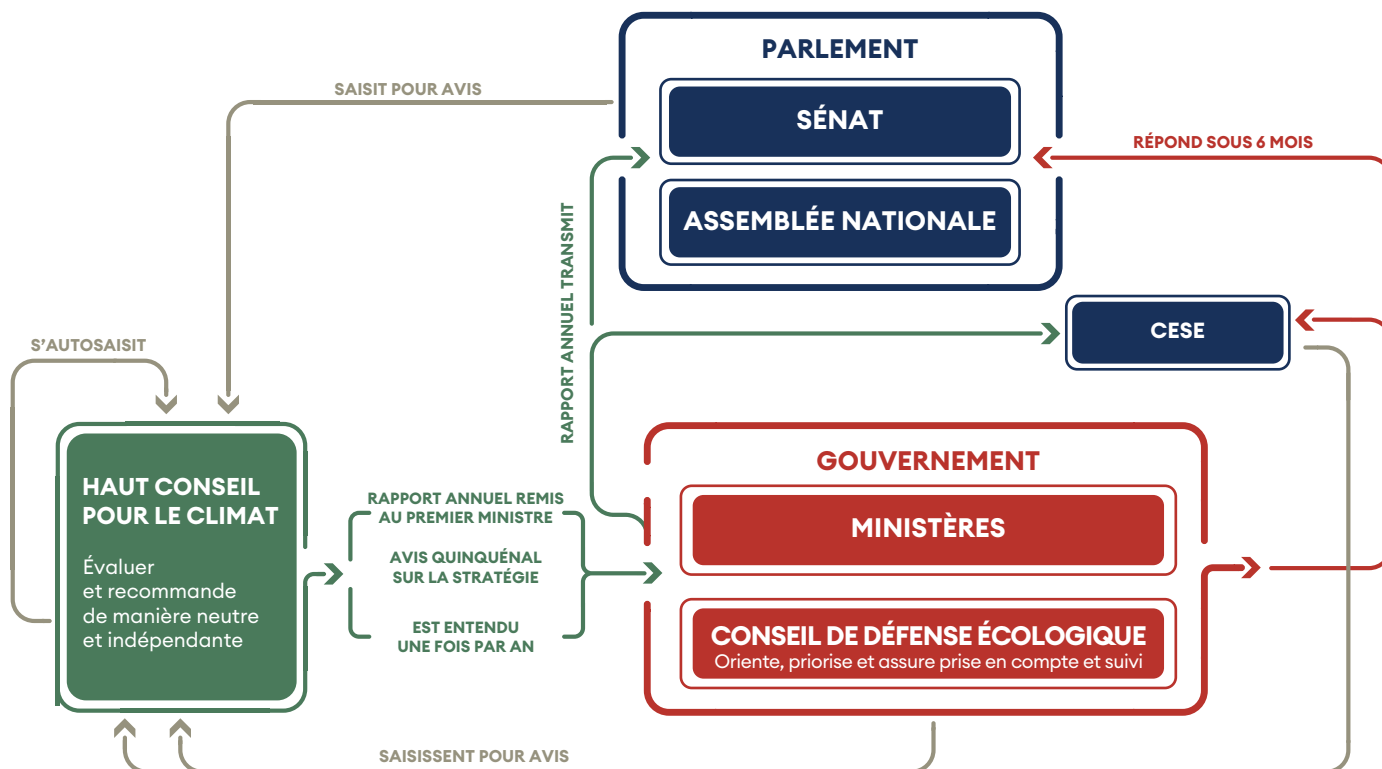 PARLEMENT
SÉNAT
ASSEMBLÉE NATIONALE
SAISIT POUR AVIS
RÉPOND SOUS 6 MOIS
RAPPORT ANNUEL TRANSMIT
CESE
S’AUTOSAISIT
HAUT CONSEIL
POUR LE CLIMAT
Évaluer
et recommande
de manière neutre
et indépendante
RAPPORT ANNUEL REMIS
AU PREMIER MINISTRE
AVIS QUINQUÉNAL
SUR LA STRATÉGIE
EST ENTENDU
UNE FOIS PAR AN
GOUVERNEMENT
MINISTÈRES
CONSEIL DE DÉFENSE ÉCOLOGIQUE
Oriente, priorise et assure prise en compte et suivi
SAISISSENT POUR AVIS